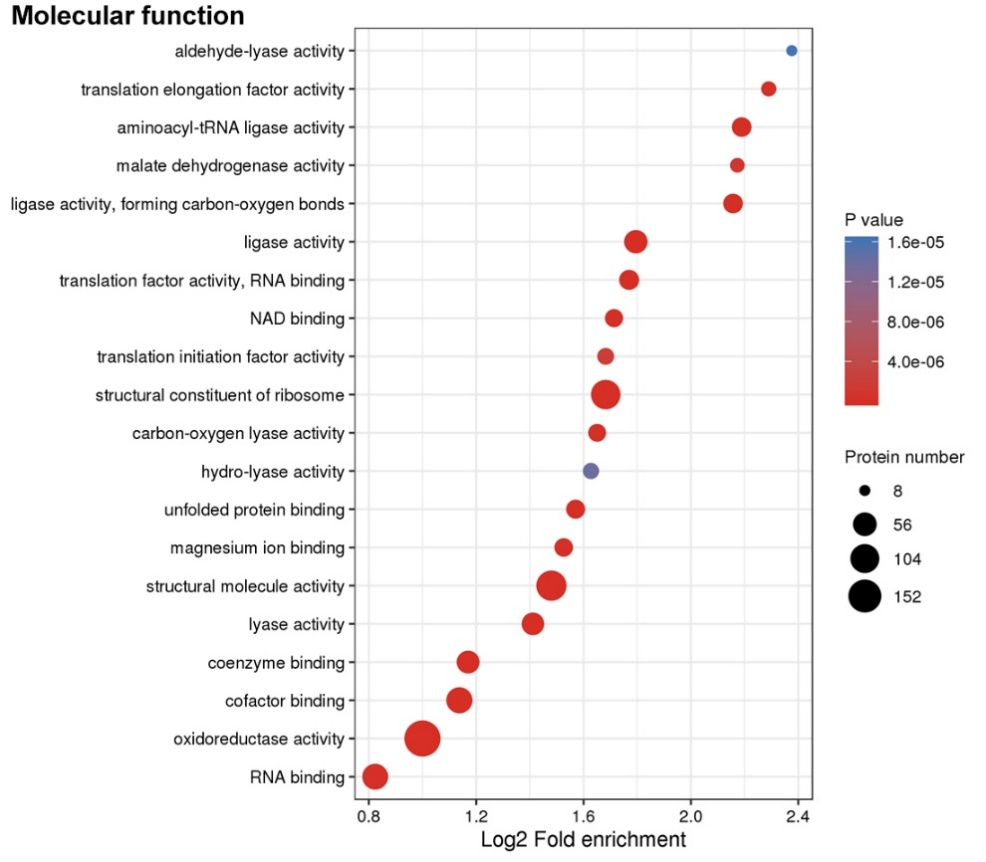 Molecular function
aldehyde-lyase activity
translation elongation factor activity
aminoacyl-tRNA ligase activity
malate dehydrogenase activity
ligase activity, forming carbon-oxygen bonds
ligase activity
translation factor activity, RNA binding
NAD binding
translation initiation factor activity
structural constituent of ribosome
carbon-oxygen lyase activity
hydro-lyase activity
unfolded protein binding
magnesium ion binding
structural molecule activity
lyase activity
coenzyme binding
cofactor binding
oxidoreductase activity
RNA binding
0.8 1.2 1.6 2.0 2.4
Log2 Fold enrichment
P value
1.6e-05
1.2e-05
8.0e-06
4.0e-06
Protein number
8
56
104
152